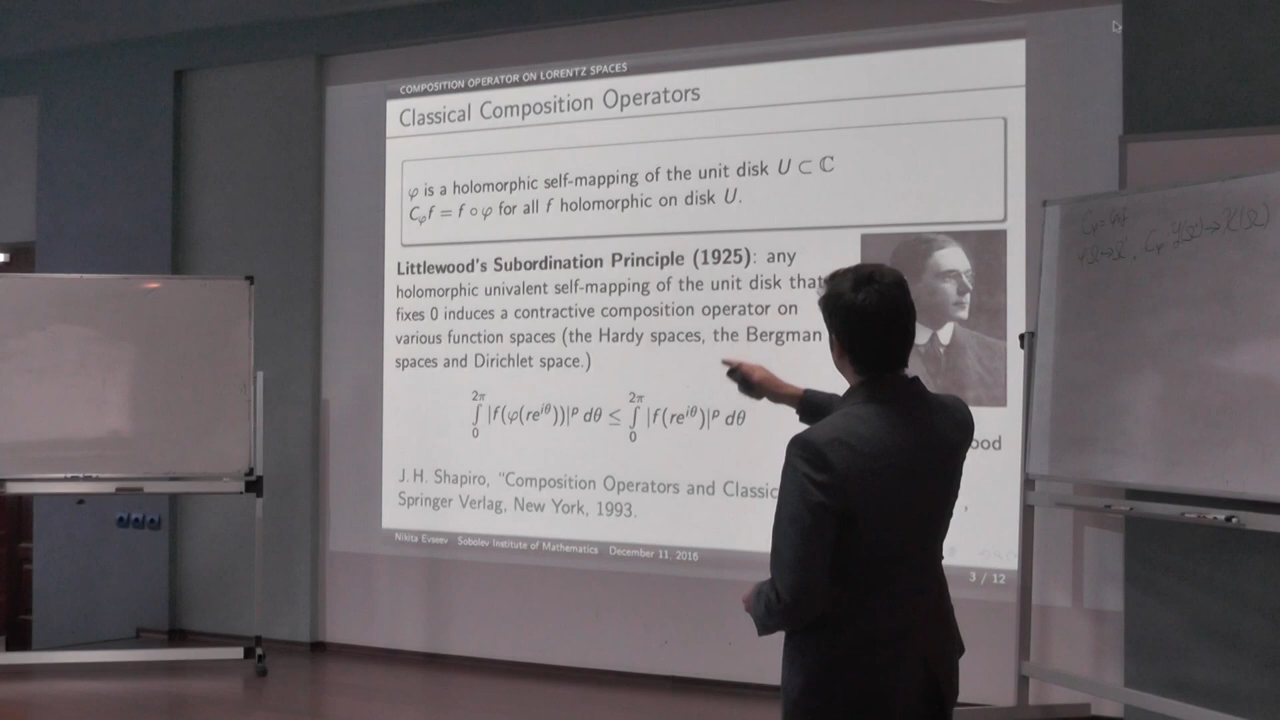 COMPOSITION OPERATOR ON LORENTZ SPACES
Classical Composition Operators
φ is a holomorphic self-mapping of the unit disk U ⊂ ℂ
C_φ f = f ∘ φ for all f holomorphic on disk U.
Littlewood's Subordination Principle (1925): any
holomorphic univalent self-mapping of the unit disk that
fixes 0 induces a contractive composition operator on
various function spaces (the Hardy spaces, the Bergman
spaces and Dirichlet space.)
∫₀^{2π} |f(φ(re^{iθ}))|^p dθ ≤ ∫₀^{2π} |f(re^{iθ})|^p dθ
ood
J. H. Shapiro, "Composition Operators and Classic
Springer Verlag, New York, 1993.
Nikita Evseev Sobolev Institute of Mathematics December 11, 2016
3 / 12